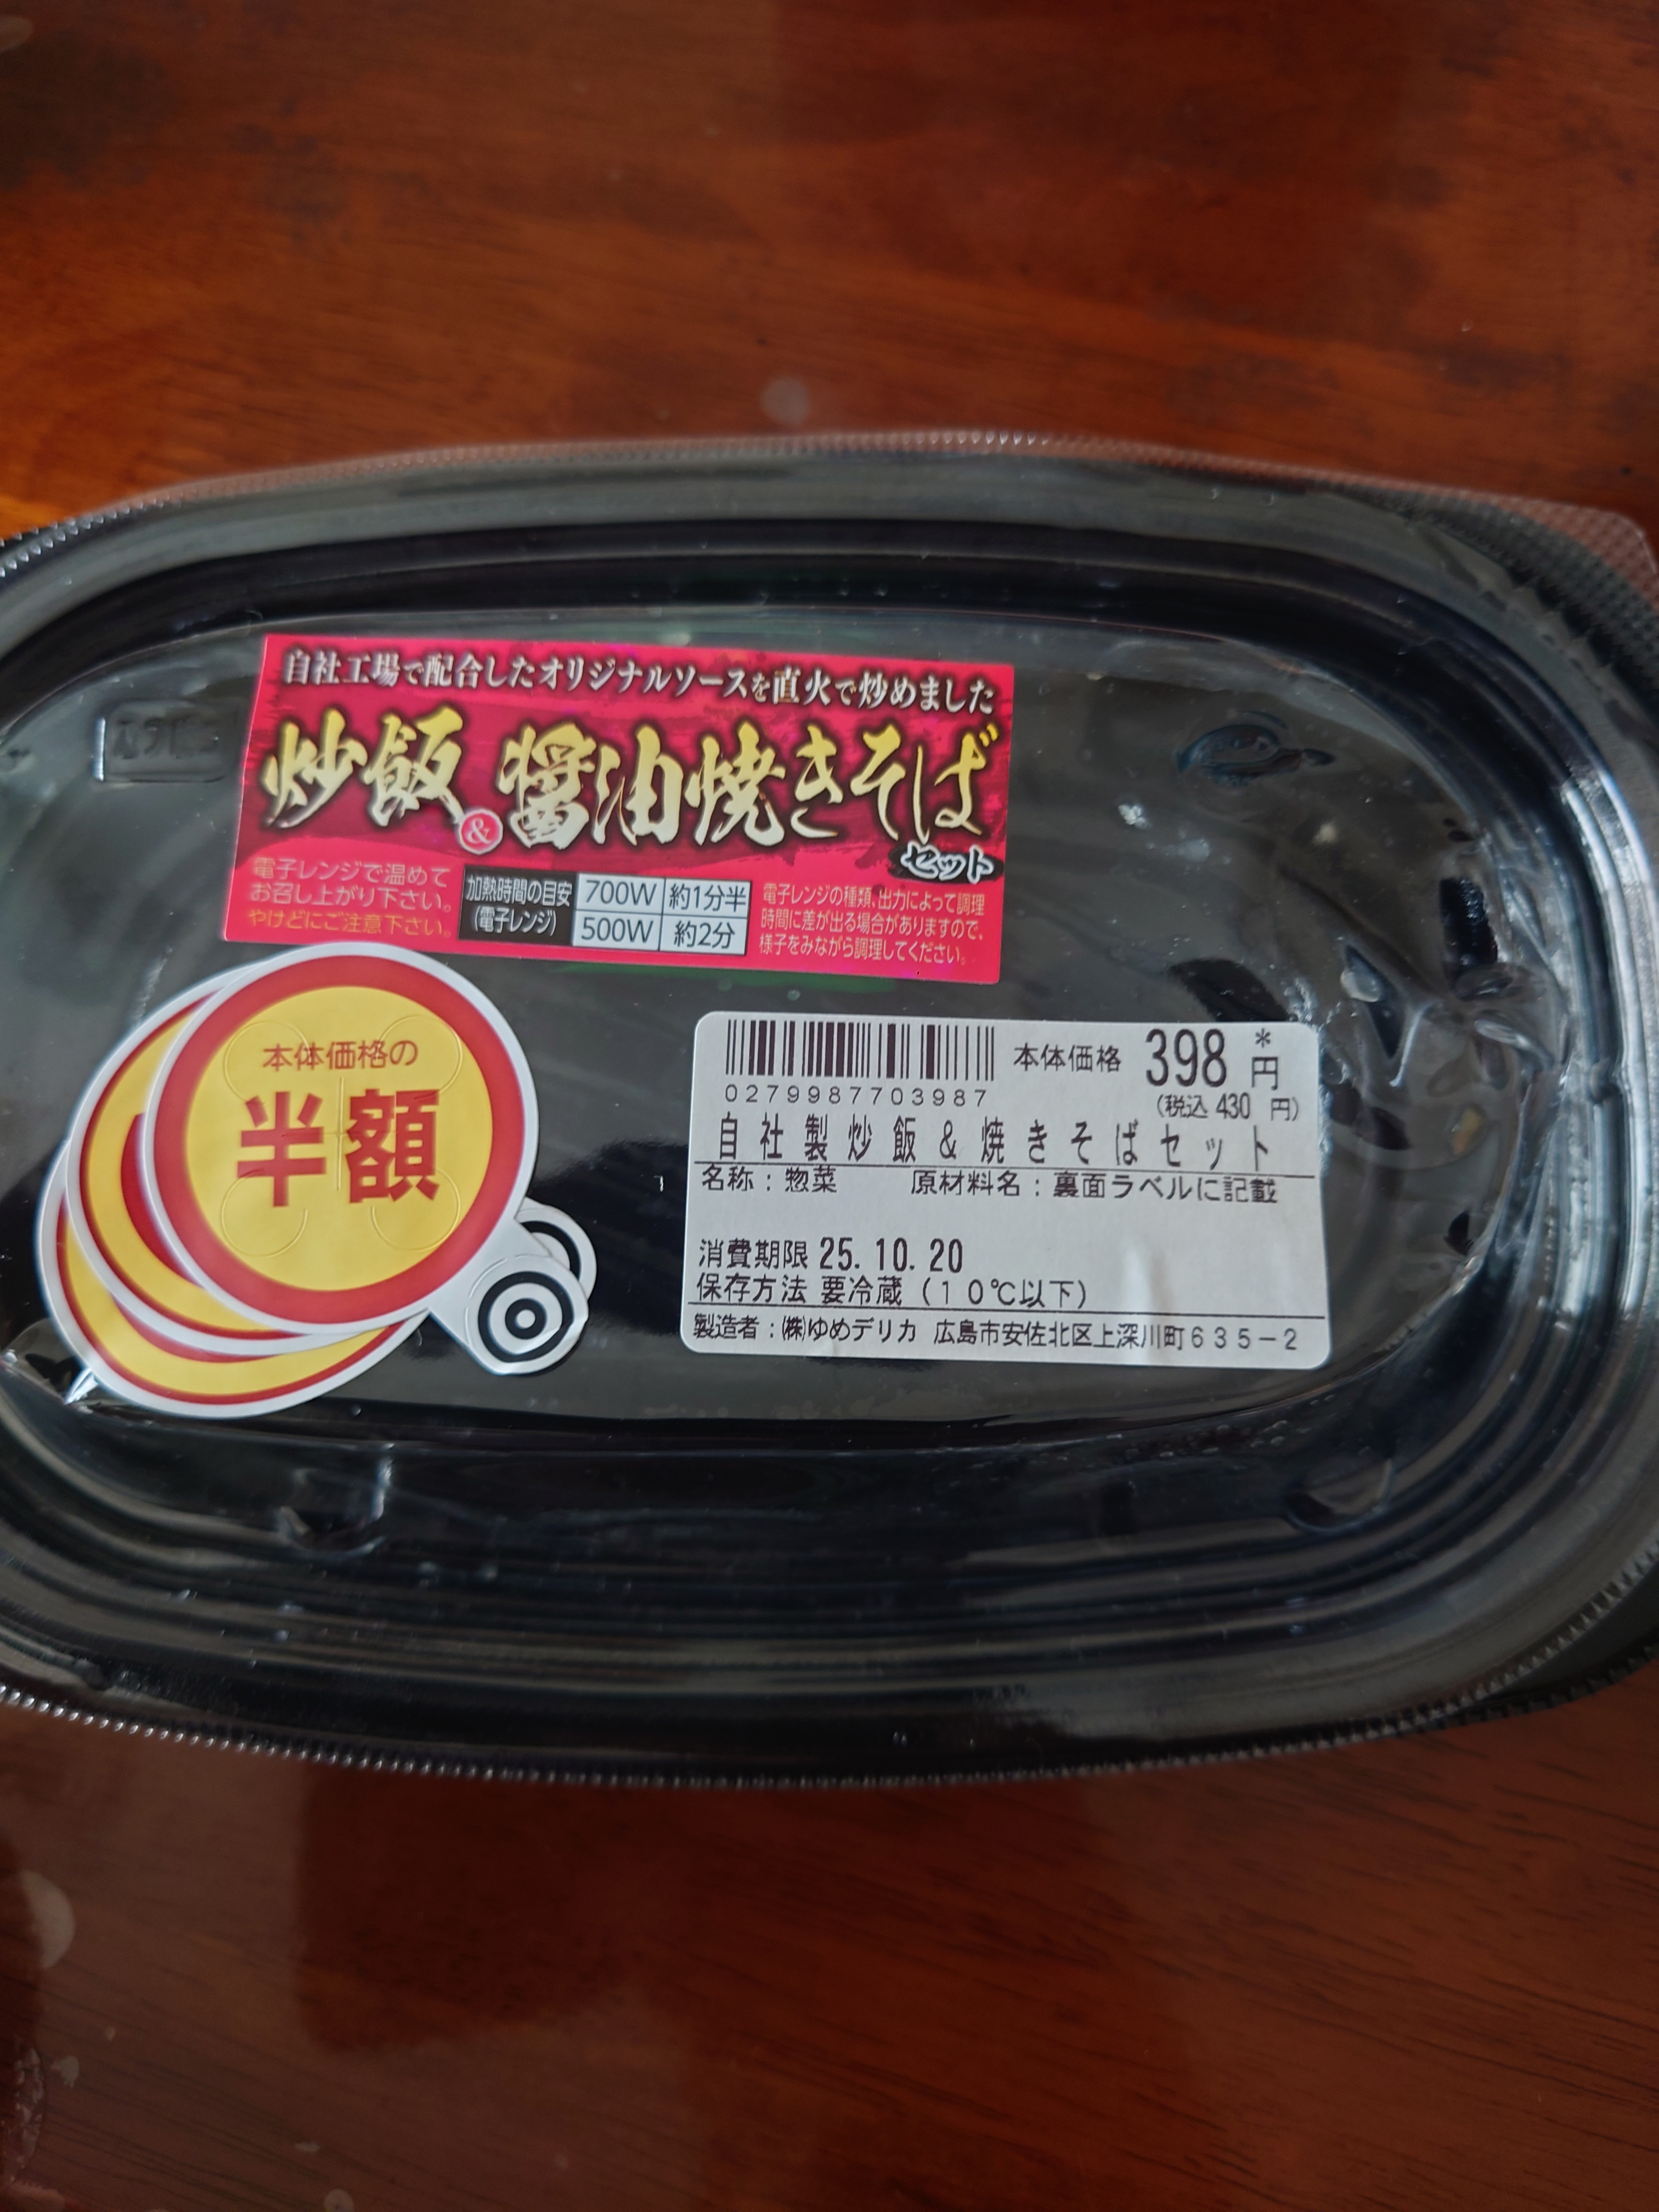 自社工場で配合したオリジナルソースを直火で炒めました
炒飯&醤油焼きそば
セット
電子レンジで温めて
お召し上がり下さい。
やけどにご注意下さい。
加熱時間の目安
(電子レンジ)
700W 約1分半
500W 約2分
電子レンジの種類、出力によって調理
時間に差が出る場合がありますので、
様子をみながら調理してください。
本体価格の
半額
本体価格 398円*
(税込 430 円)
0279987703987
自社製炒飯&焼きそばセット
名称:惣菜 原材料名:裏面ラベルに記載
消費期限 25.10.20
保存方法 要冷蔵(10℃以下)
製造者:㈱ゆめデリカ 広島市安佐北区上深川町635-2